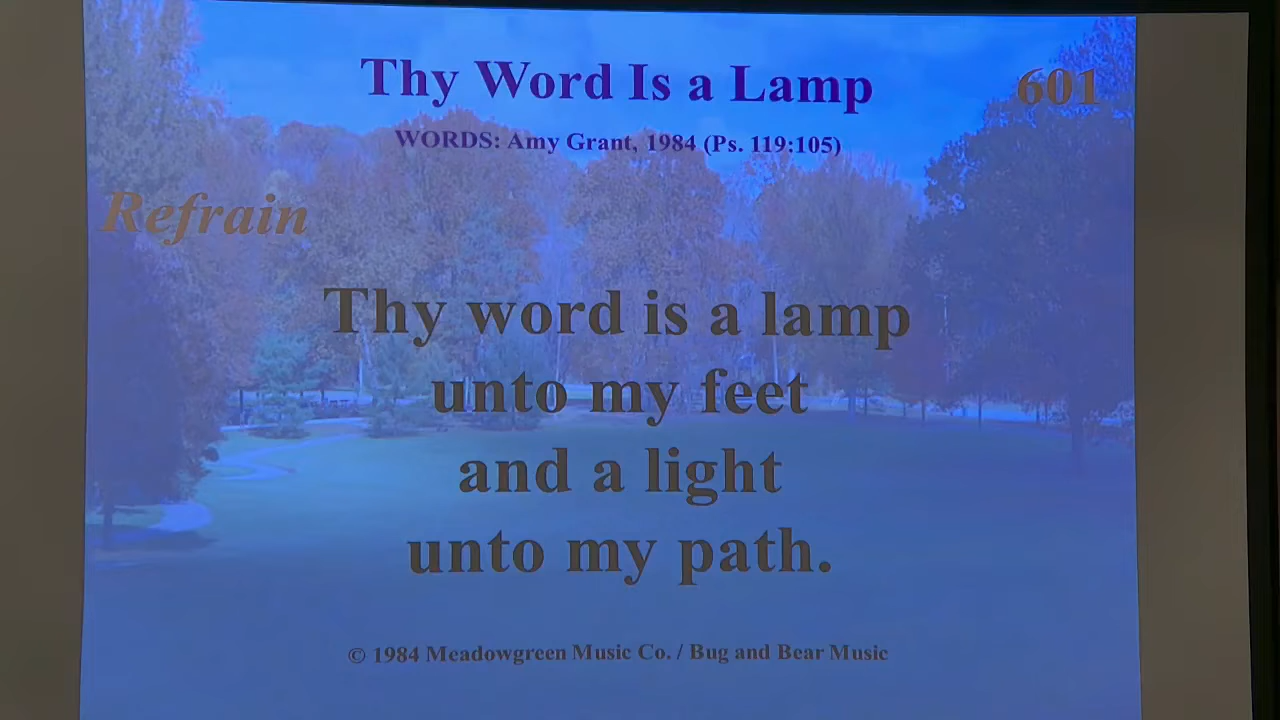 Thy Word Is a Lamp
601
WORDS: Amy Grant, 1984 (Ps. 119:105)
Refrain
Thy word is a lamp
unto my feet
and a light
unto my path.
© 1984 Meadowgreen Music Co. / Bug and Bear Music